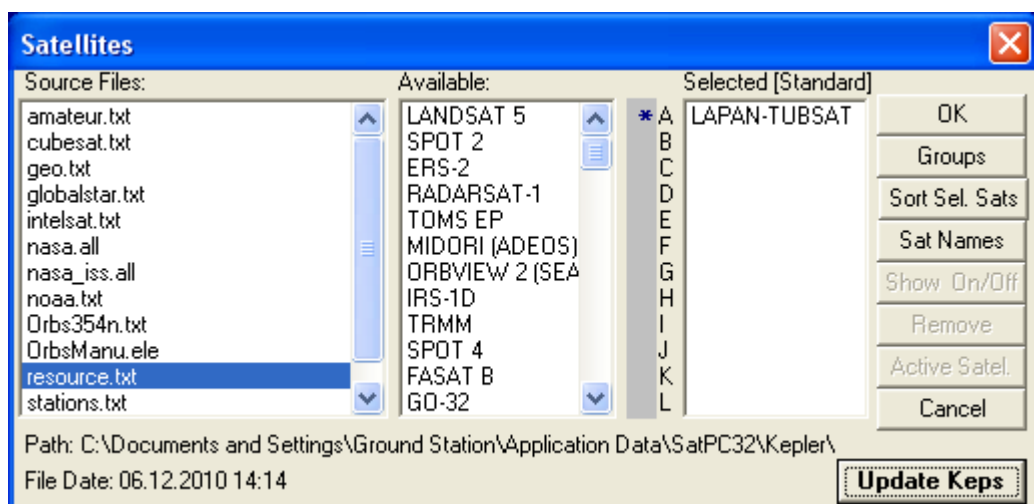 Satellites
Source Files:
Available:
Selected [Standard]
amateur.txt
cubesat.txt
geo.txt
globalstar.txt
intelsat.txt
nasa.all
nasa_iss.all
noaa.txt
Orbs354n.txt
OrbsManu.ele
resource.txt
stations.txt
LANDSAT 5
SPOT 2
ERS-2
RADARSAT-1
TOMS EP
MIDORI (ADEOS)
ORBVIEW 2 (SEA
IRS-1D
TRMM
SPOT 4
FASAT B
GO-32
* A
B
C
D
E
F
G
H
I
J
K
L
LAPAN-TUBSAT
OK
Groups
Sort Sel. Sats
Sat Names
Show On/Off
Remove
Active Satel.
Cancel
Path: C:\Documents and Settings\Ground Station\Application Data\SatPC32\Kepler\
File Date: 06.12.2010 14:14
Update Keps